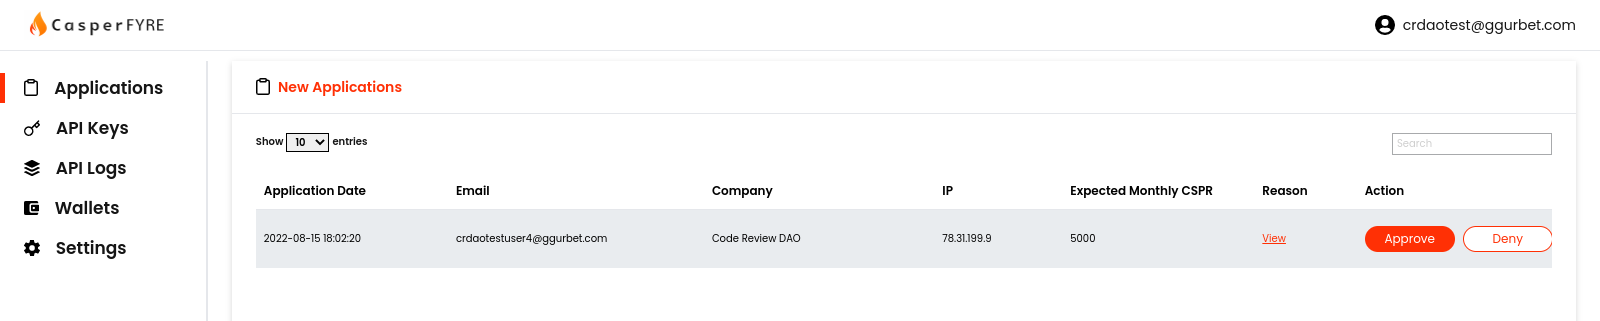 CasperFYRE
crdaotest@ggurbet.com
Applications
API Keys
API Logs
Wallets
Settings
New Applications
Show 10 entries
Search
Application Date Email Company IP Expected Monthly CSPR Reason Action
2022-08-15 18:02:20 crdaotestuser4@ggurbet.com Code Review DAO 78.31.199.9 5000 View Approve Deny